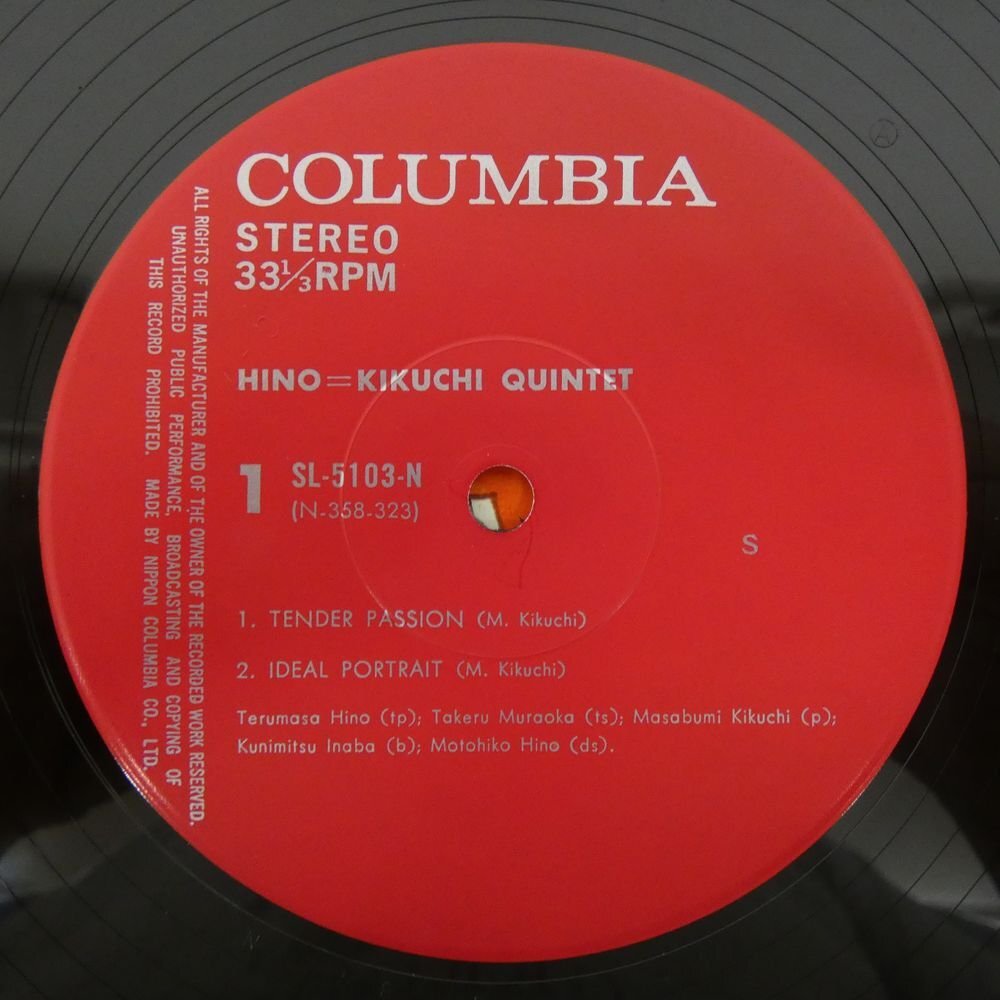 COLUMBIA
STEREO
33⅓RPM
HINO=KIKUCHI QUINTET
1
SL-5103-N
(N-358-323)
S
1. TENDER PASSION (M. Kikuchi)
2. IDEAL PORTRAIT (M. Kikuchi)
Terumasa Hino (tp); Takeru Muraoka (ts); Masabumi Kikuchi (p);
Kunimitsu Inaba (b); Motohiko Hino (ds).
ALL RIGHTS OF THE MANUFACTURER AND OF THE OWNER OF THE RECORDED WORK RESERVED.
UNAUTHORIZED PUBLIC PERFORMANCE, BROADCASTING AND COPYING OF
THIS RECORD PROHIBITED. MADE BY NIPPON COLUMBIA CO., LTD.